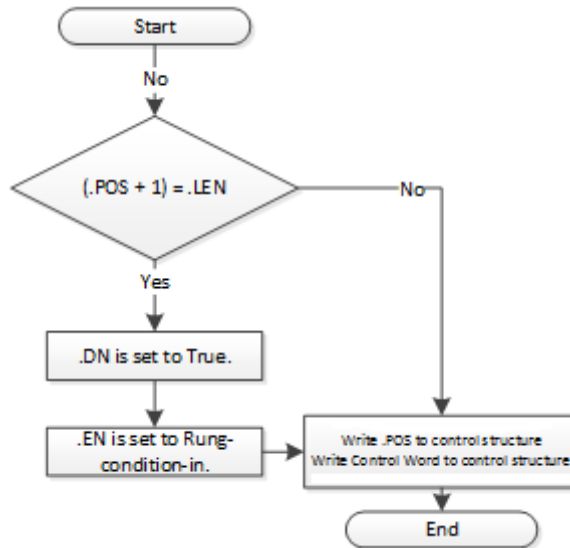 Start
No
(.POS + 1) = .LEN
No
Yes
.DN is set to True.
.EN is set to Rung-
condition-in.
Write .POS to control structure
Write Control Word to control structure
End